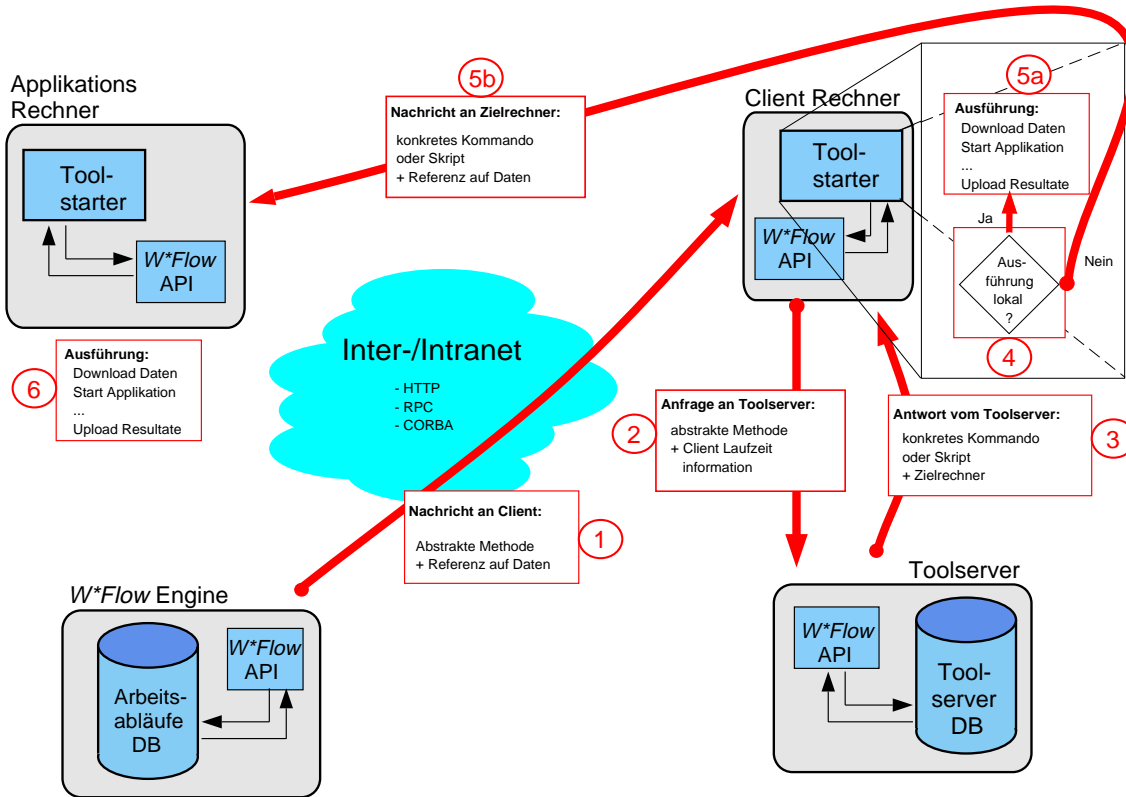 Applikations
Rechner
Tool-
starter
W*Flow
API
5b
Nachricht an Zielrechner:
konkretes Kommando
oder Skript
+ Referenz auf Daten
Client Rechner
Tool-
starter
W*Flow
API
5a
Ausführung:
Download Daten
Start Applikation
...
Upload Resultate
Ja
Nein
Aus-
führung
lokal
?
4
6
Ausführung:
Download Daten
Start Applikation
...
Upload Resultate
Inter-/Intranet
- HTTP
- RPC
- CORBA
2
Anfrage an Toolserver:
abstrakte Methode
+ Client Laufzeit
information
Antwort vom Toolserver:
konkretes Kommando
oder Skript
+ Zielrechner
3
Nachricht an Client:
Abstrakte Methode
+ Referenz auf Daten
1
W*Flow Engine
Arbeits-
abläufe
DB
W*Flow
API
Toolserver
W*Flow
API
Tool-
server
DB